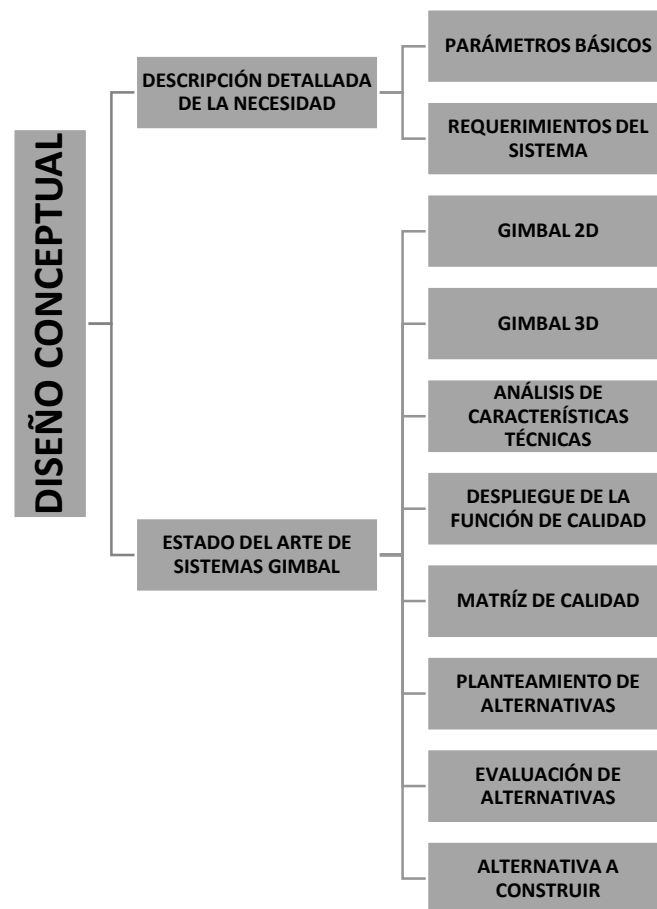 DISEÑO CONCEPTUAL
DESCRIPCIÓN DETALLADA
DE LA NECESIDAD
PARÁMETROS BÁSICOS
REQUERIMIENTOS DEL
SISTEMA
ESTADO DEL ARTE DE
SISTEMAS GIMBAL
GIMBAL 2D
GIMBAL 3D
ANÁLISIS DE
CARACTERÍSTICAS
TÉCNICAS
DESPLIEGUE DE LA
FUNCIÓN DE CALIDAD
MATRÍZ DE CALIDAD
PLANTEAMIENTO DE
ALTERNATIVAS
EVALUACIÓN DE
ALTERNATIVAS
ALTERNATIVA A
CONSTRUIR